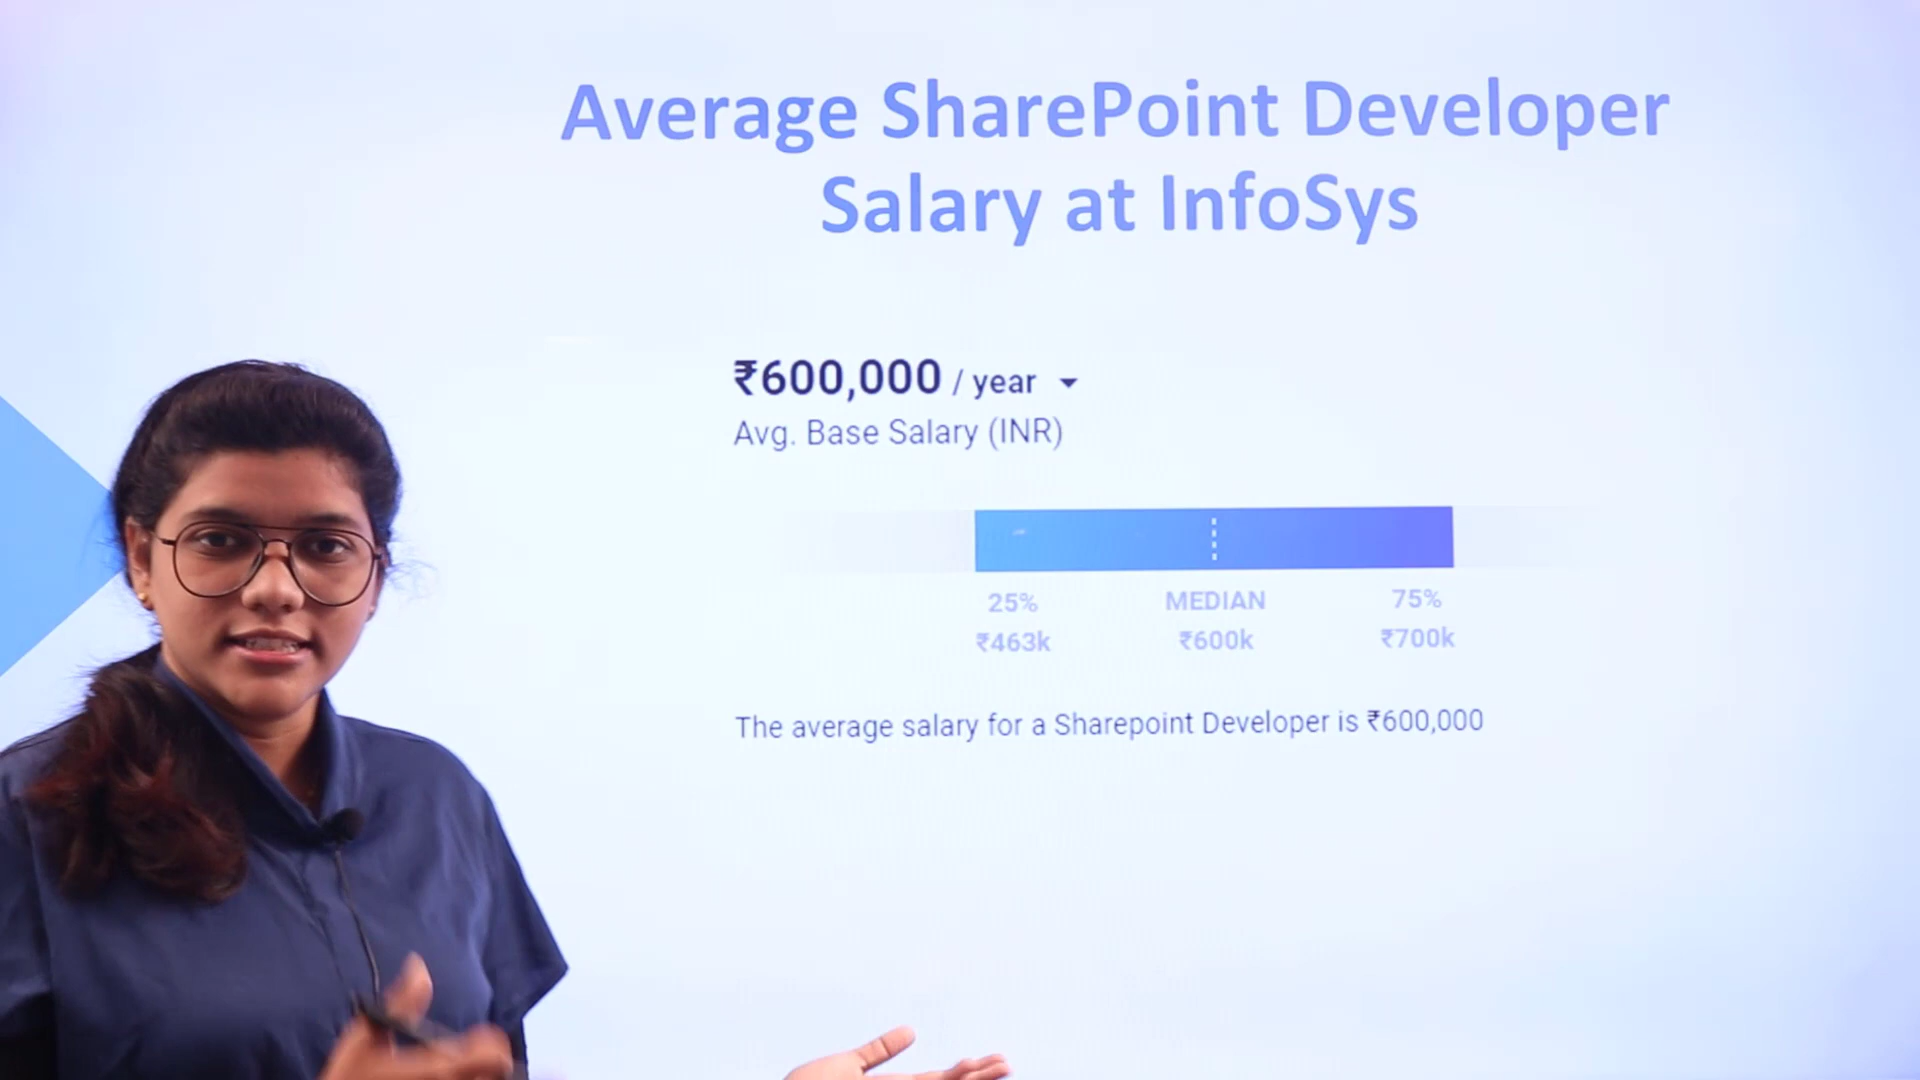 Average SharePoint Developer
Salary at InfoSys
₹600,000 / year
Avg. Base Salary (INR)
25% MEDIAN 75%
₹463k ₹600k ₹700k
The average salary for a Sharepoint Developer is ₹600,000